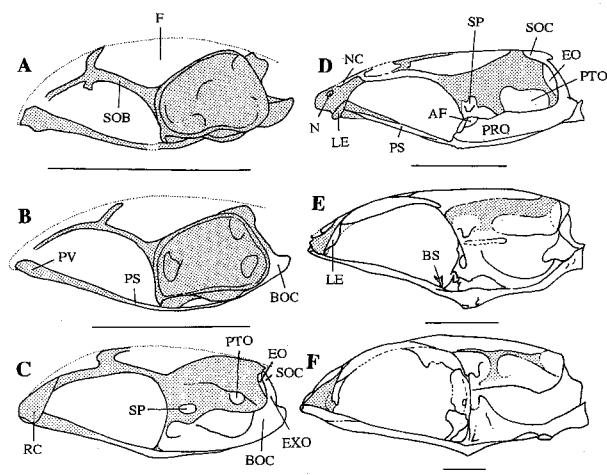 F
A
SOB
B
PV
PS
BOC
C
PTO
EO
SOC
SP
RC
BOC
EXO
SP
SOC
EO
D
NC
PTO
AF
N
LE
PRO
PS
E
LE
BS
F